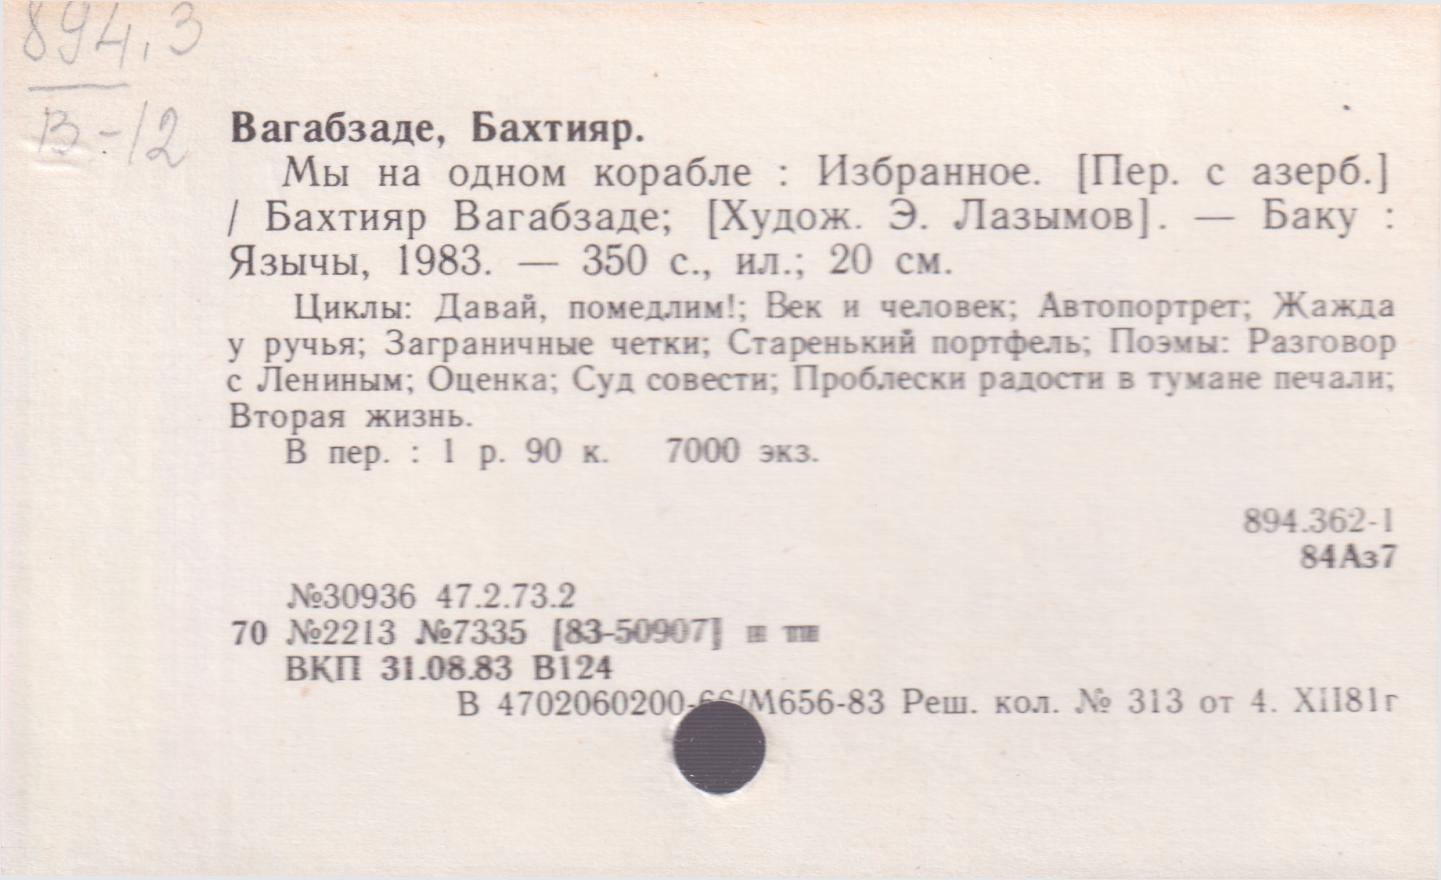 894.3
В-12
Вагабзаде, Бахтияр.
Мы на одном корабле : Избранное. [Пер. с азерб.]
/ Бахтияр Вагабзаде; [Худож. Э. Лазымов]. — Баку :
Язычы, 1983. — 350 с., ил.; 20 см.
Циклы: Давай, помедлим!; Век и человек; Автопортрет; Жажда
у ручья; Заграничные четки; Старенький портфель; Поэмы: Разговор
с Лениным; Оценка; Суд совести; Проблески радости в тумане печали;
Вторая жизнь.
В пер. : 1 р. 90 к. 7000 экз.
894.362-1
84Аз7
№30936 47.2.73.2
70 №2213 №7335 [83-50907]
ВКП 31.08.83 В124
В 4702060200-66/М656-83 Реш. кол. № 313 от 4. XII81г